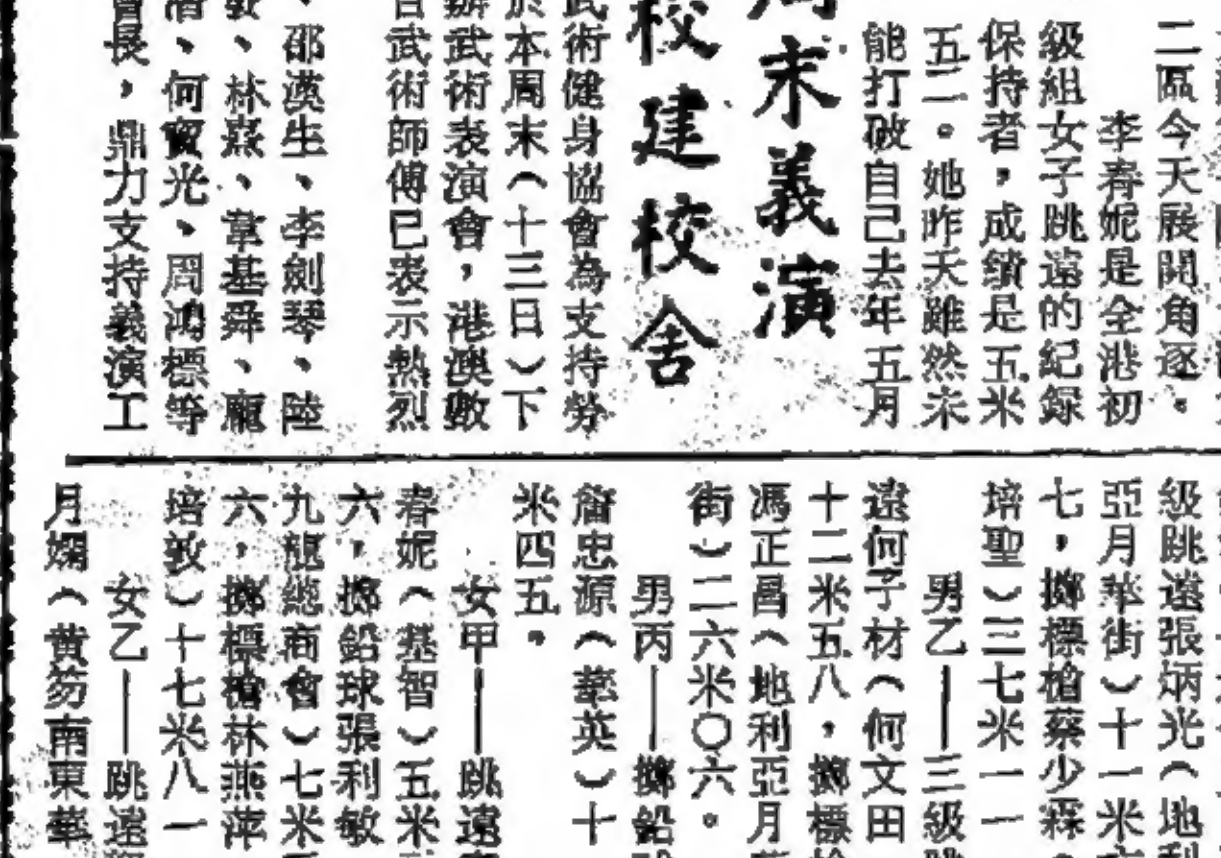 二區今天展開角逐。
李春妮是全港初
級組女子跳遠的紀錄
保持者，成績是五米
五二。她昨天雖然未
能打破自己去年五月
周末義演
校建校舍
武術健身協會為支持勞
於本周末（十三日）下
辦武術表演會，港澳數
百武術師傅已表示熱烈
、邵漢生、李劍琴、陸
、林熹、韋基舜、龐
、何實光、周鴻標等
會長，鼎力支持義演工
級跳遠張炳光（地利
亞月華街）十一米
七，擲標槍蔡少霖
培聖）三七米一一
男乙——三級跳
遠何子材（何文田
十二米五八，擲標槍
馮正昌（地利亞月
街）二六米〇六。
男丙——擲鉛球
詹忠源（華英）十
米四五。
女甲——跳遠
春妮（基智）五米
六，擲鉛球張利敏
九龍總商會）七米
六，擲標槍林燕萍
培敦）十七米八一
女乙——跳遠
月嫻（黃笏南東華